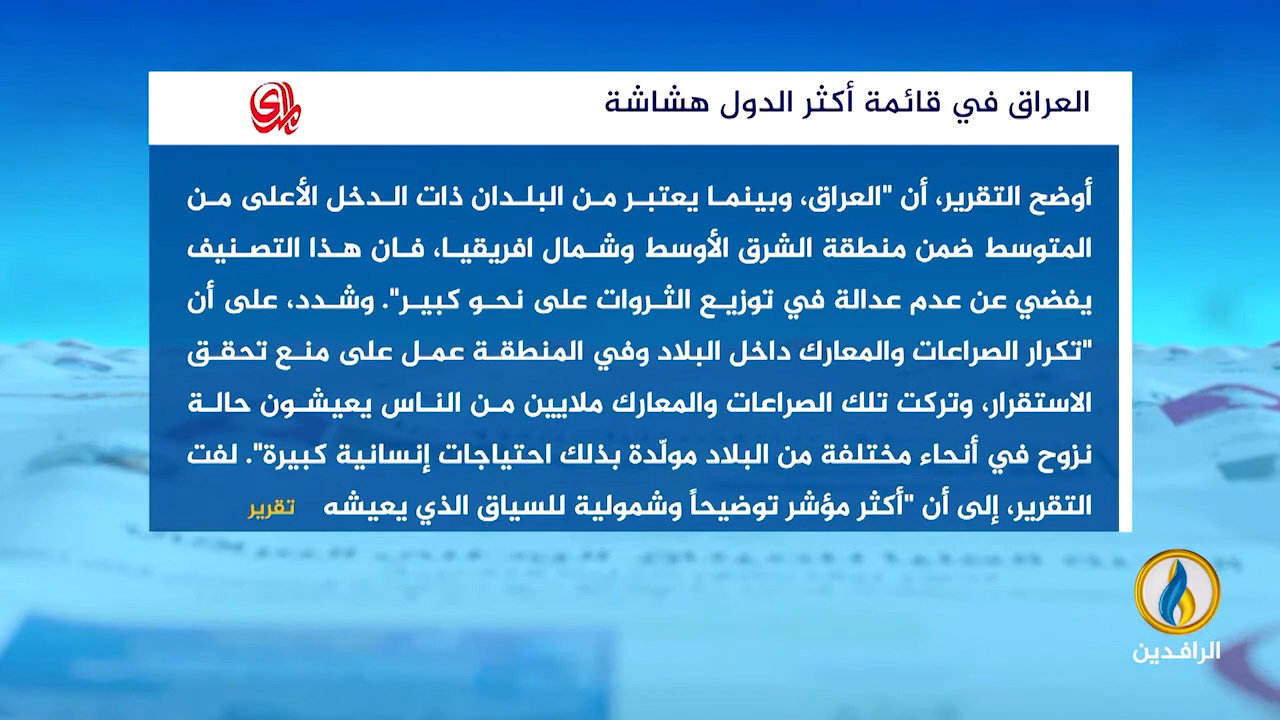 العراق في قائمة أكثر الدول هشاشة
المدى
أوضح التقرير، أن "العراق، وبينما يعتبر من البلدان ذات الدخل الأعلى من
المتوسط ضمن منطقة الشرق الأوسط وشمال افريقيا، فان هذا التصنيف
يفضي عن عدم عدالة في توزيع الثروات على نحو كبير". وشدد، على أن
"تكرار الصراعات والمعارك داخل البلاد وفي المنطقة عمل على منع تحقق
الاستقرار، وتركت تلك الصراعات والمعارك ملايين من الناس يعيشون حالة
نزوح في أنحاء مختلفة من البلاد مولّدة بذلك احتياجات إنسانية كبيرة". لفت
التقرير، إلى أن "أكثر مؤشر توضيحاً وشمولية للسياق الذي يعيشه
تقرير
الرافدين